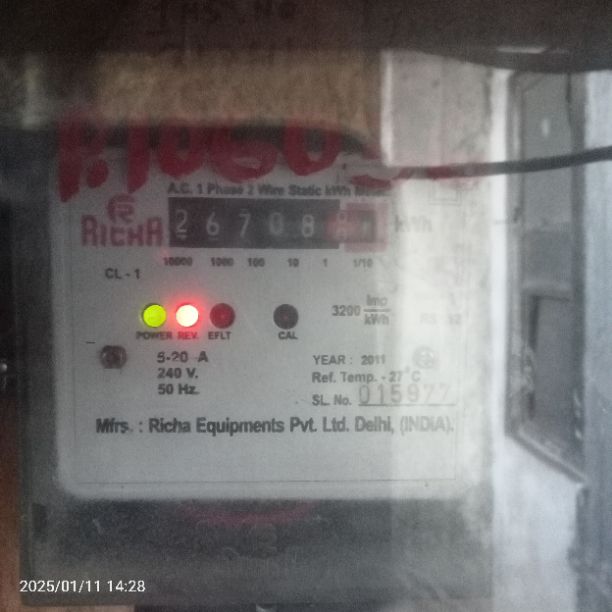 P.1060
A.C. 1 Phase 2 Wire Static kWh Meter
RICHA
26708
kWh
10000 1000 100 10 1 1/10
CL - 1
3200 Imp/kWh
POWER REV. EFLT CAL
5-20 A
240 V.
50 Hz.
YEAR : 2011
Ref. Temp. - 27°C
SL. No. 015977
Mfrs. : Richa Equipments Pvt. Ltd. Delhi, (INDIA).
2025/01/11 14:28